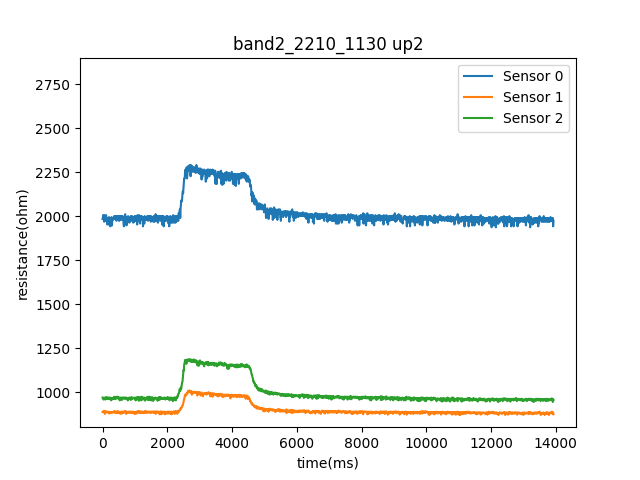 band2_2210_1130 up2
Sensor 0
Sensor 1
Sensor 2
resistance(ohm)
2750
2500
2250
2000
1750
1500
1250
1000
0 2000 4000 6000 8000 10000 12000 14000
time(ms)